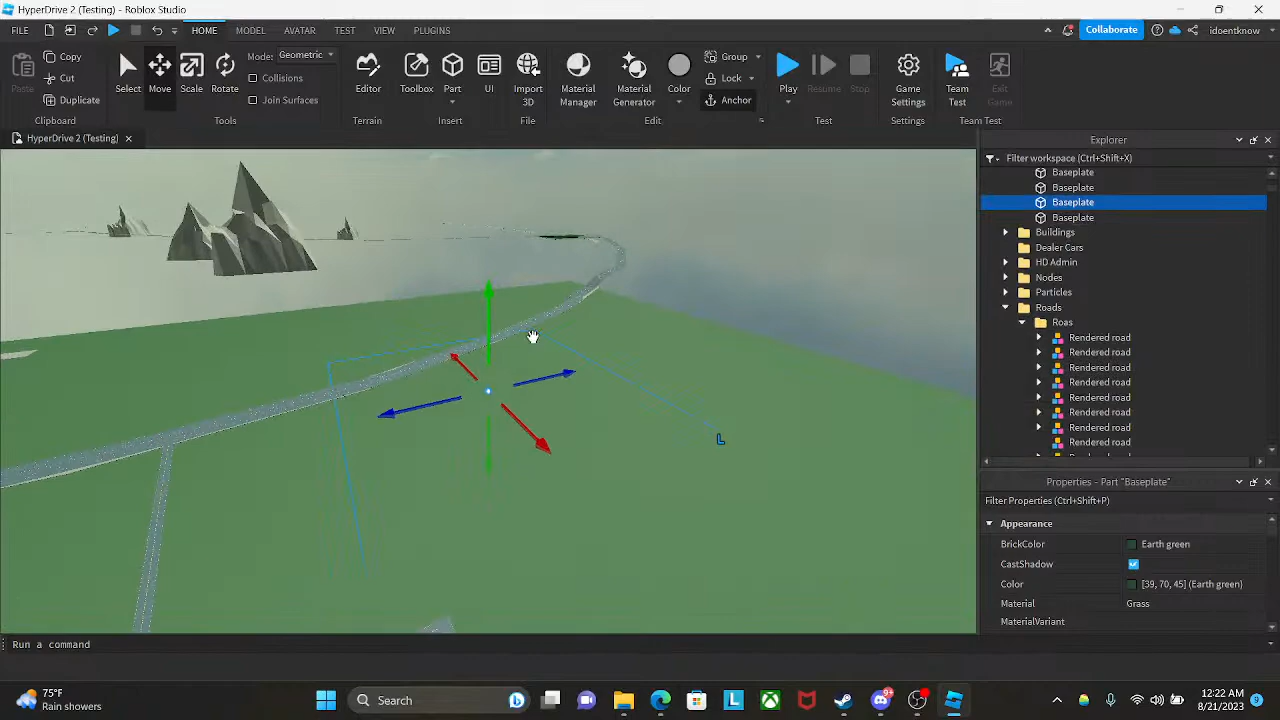 HyperDrive 2 (Testing) - Roblox Studio
FILE HOME MODEL AVATAR TEST VIEW PLUGINS Collaborate idoentknow
Paste Copy Cut Duplicate
Clipboard
Select Move Scale Rotate
Mode: Geometric
Collisions
Join Surfaces
Tools
Editor
Terrain
Toolbox Part UI
Insert
Import 3D
File
Material Manager
Material Generator
Color
Group
Lock
Anchor
Edit
Play Resume Stop
Test
Game Settings
Settings
Team Test
Exit Game
Team Test
HyperDrive 2 (Testing)
L
Explorer
Filter workspace (Ctrl+Shift+X)
Baseplate
Baseplate
Baseplate
Baseplate
Buildings
Dealer Cars
HD Admin
Nodes
Particles
Roads
Roas
Rendered road
Rendered road
Rendered road
Rendered road
Rendered road
Rendered road
Rendered road
Rendered road
Properties - Part "Baseplate"
Filter Properties (Ctrl+Shift+P)
Appearance
BrickColor Earth green
CastShadow
Color [39, 70, 45] (Earth green)
Material Grass
MaterialVariant
Run a command
75°F
Rain showers
Search
L
9+
12:22 AM
8/21/2023
9